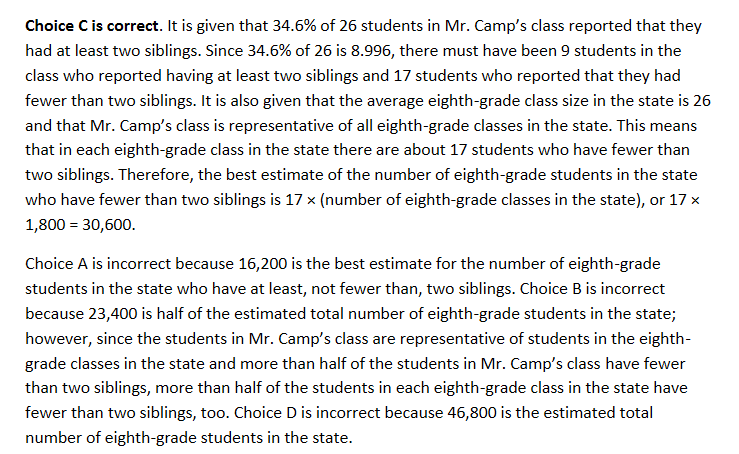 Choice C is correct. It is given that 34.6% of 26 students in Mr. Camp’s class reported that they
had at least two siblings. Since 34.6% of 26 is 8.996, there must have been 9 students in the
class who reported having at least two siblings and 17 students who reported that they had
fewer than two siblings. It is also given that the average eighth-grade class size in the state is 26
and that Mr. Camp’s class is representative of all eighth-grade classes in the state. This means
that in each eighth-grade class in the state there are about 17 students who have fewer than
two siblings. Therefore, the best estimate of the number of eighth-grade students in the state
who have fewer than two siblings is 17 × (number of eighth-grade classes in the state), or 17 ×
1,800 = 30,600.
Choice A is incorrect because 16,200 is the best estimate for the number of eighth-grade
students in the state who have at least, not fewer than, two siblings. Choice B is incorrect
because 23,400 is half of the estimated total number of eighth-grade students in the state;
however, since the students in Mr. Camp’s class are representative of students in the eighth-
grade classes in the state and more than half of the students in Mr. Camp’s class have fewer
than two siblings, more than half of the students in each eighth-grade class in the state have
fewer than two siblings, too. Choice D is incorrect because 46,800 is the estimated total
number of eighth-grade students in the state.